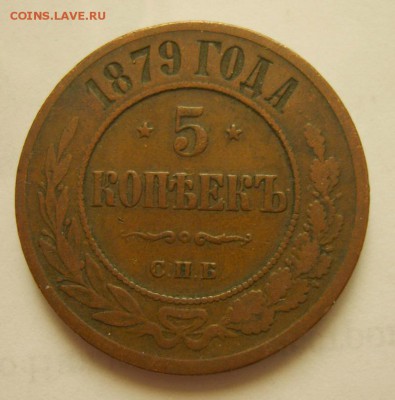 COINS.LAVE.RU
1879 ГОДА
5
КОПѢЕКЪ
С.П.Б.